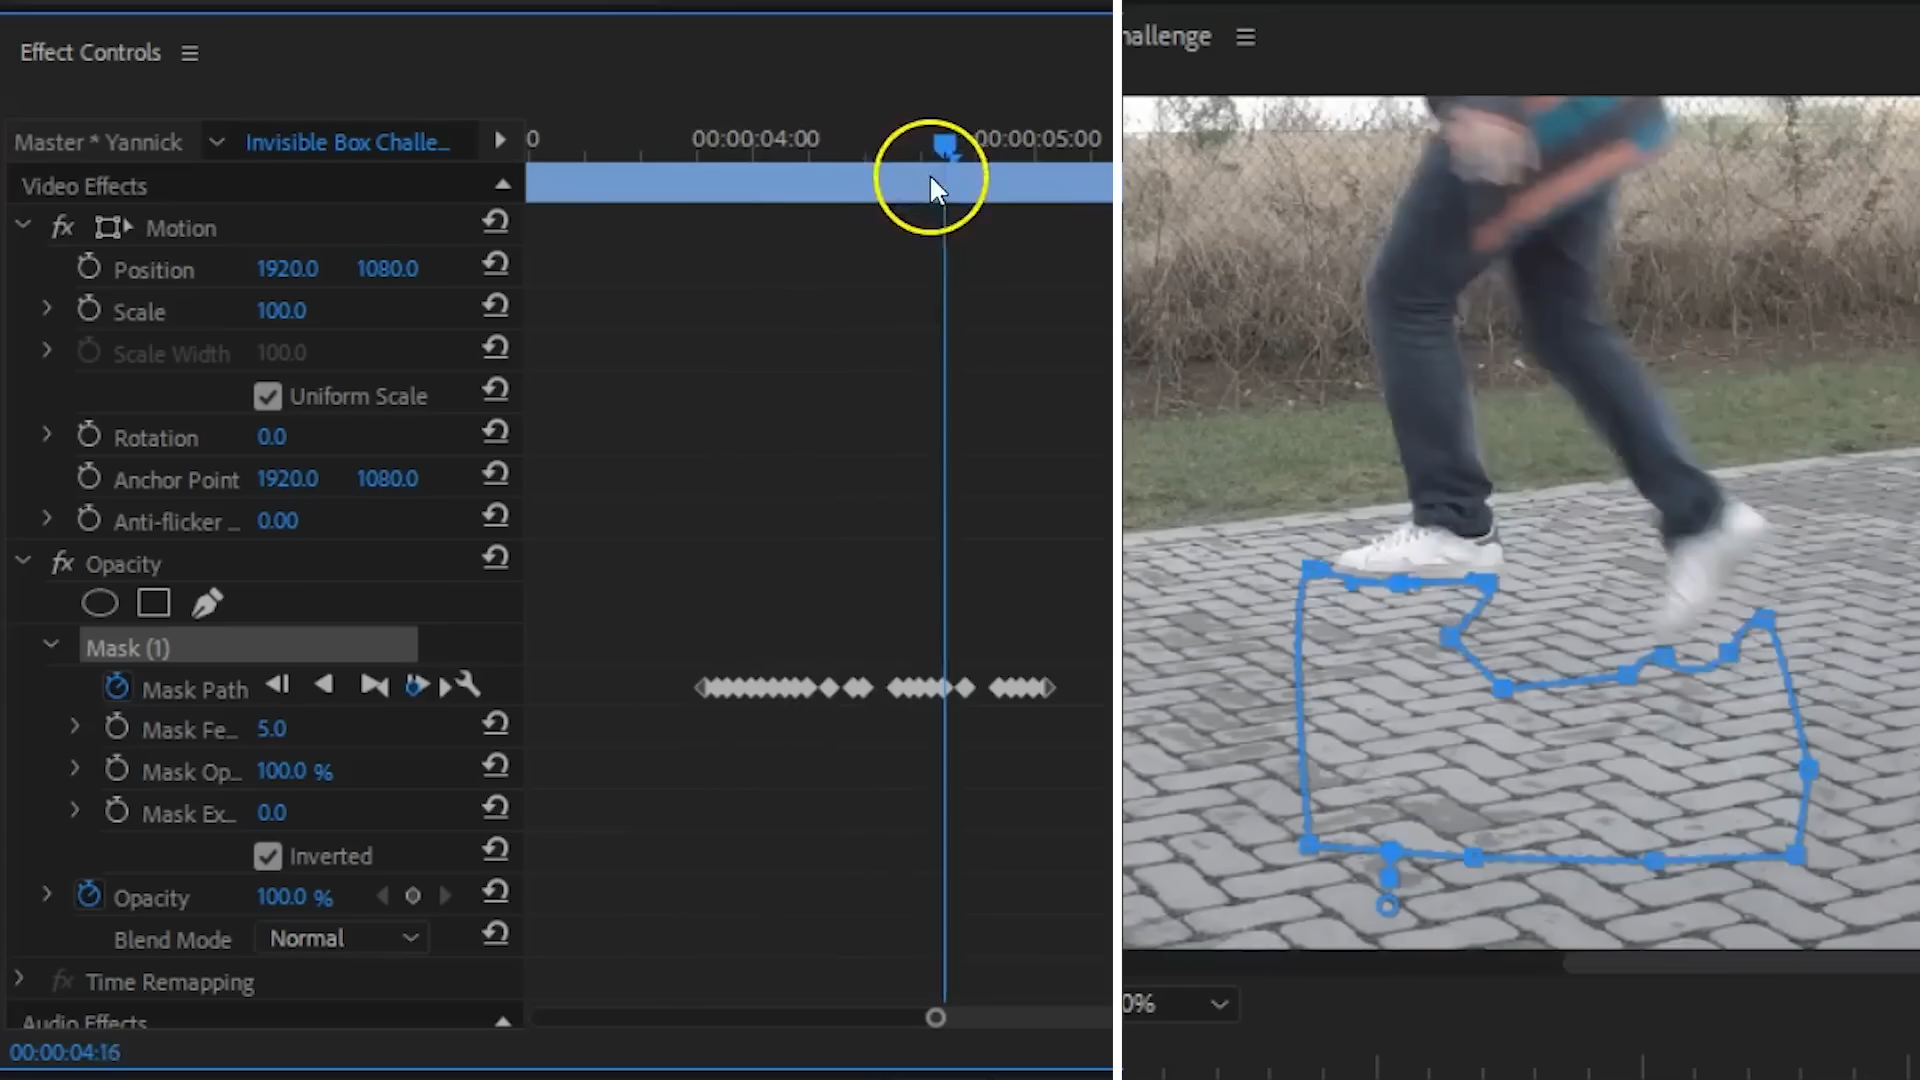 Effect Controls
hallenge
Master * Yannick
Invisible Box Challe...
0
00:00:04:00
00:00:05:00
Video Effects
fx Motion
Position 1920.0 1080.0
Scale 100.0
Scale Width 100.0
Uniform Scale
Rotation 0.0
Anchor Point 1920.0 1080.0
Anti-flicker ... 0.00
fx Opacity
Mask (1)
Mask Path
Mask Fe... 5.0
Mask Op... 100.0 %
Mask Ex... 0.0
Inverted
Opacity 100.0 %
Blend Mode Normal
fx Time Remapping
Audio Effects
0%
00:00:04:16